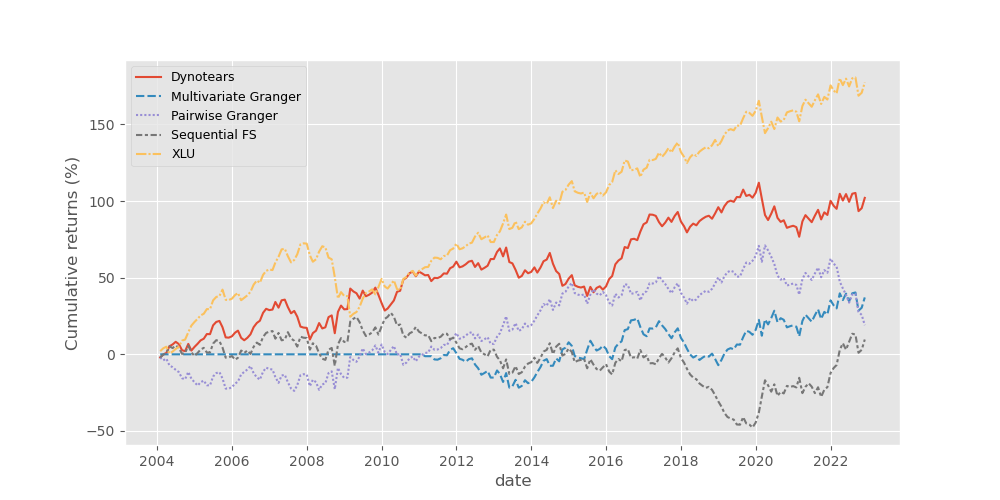 Dynotears
Multivariate Granger
Pairwise Granger
Sequential FS
XLU
Cumulative returns (%)
150
100
50
0
−50
2004 2006 2008 2010 2012 2014 2016 2018 2020 2022
date